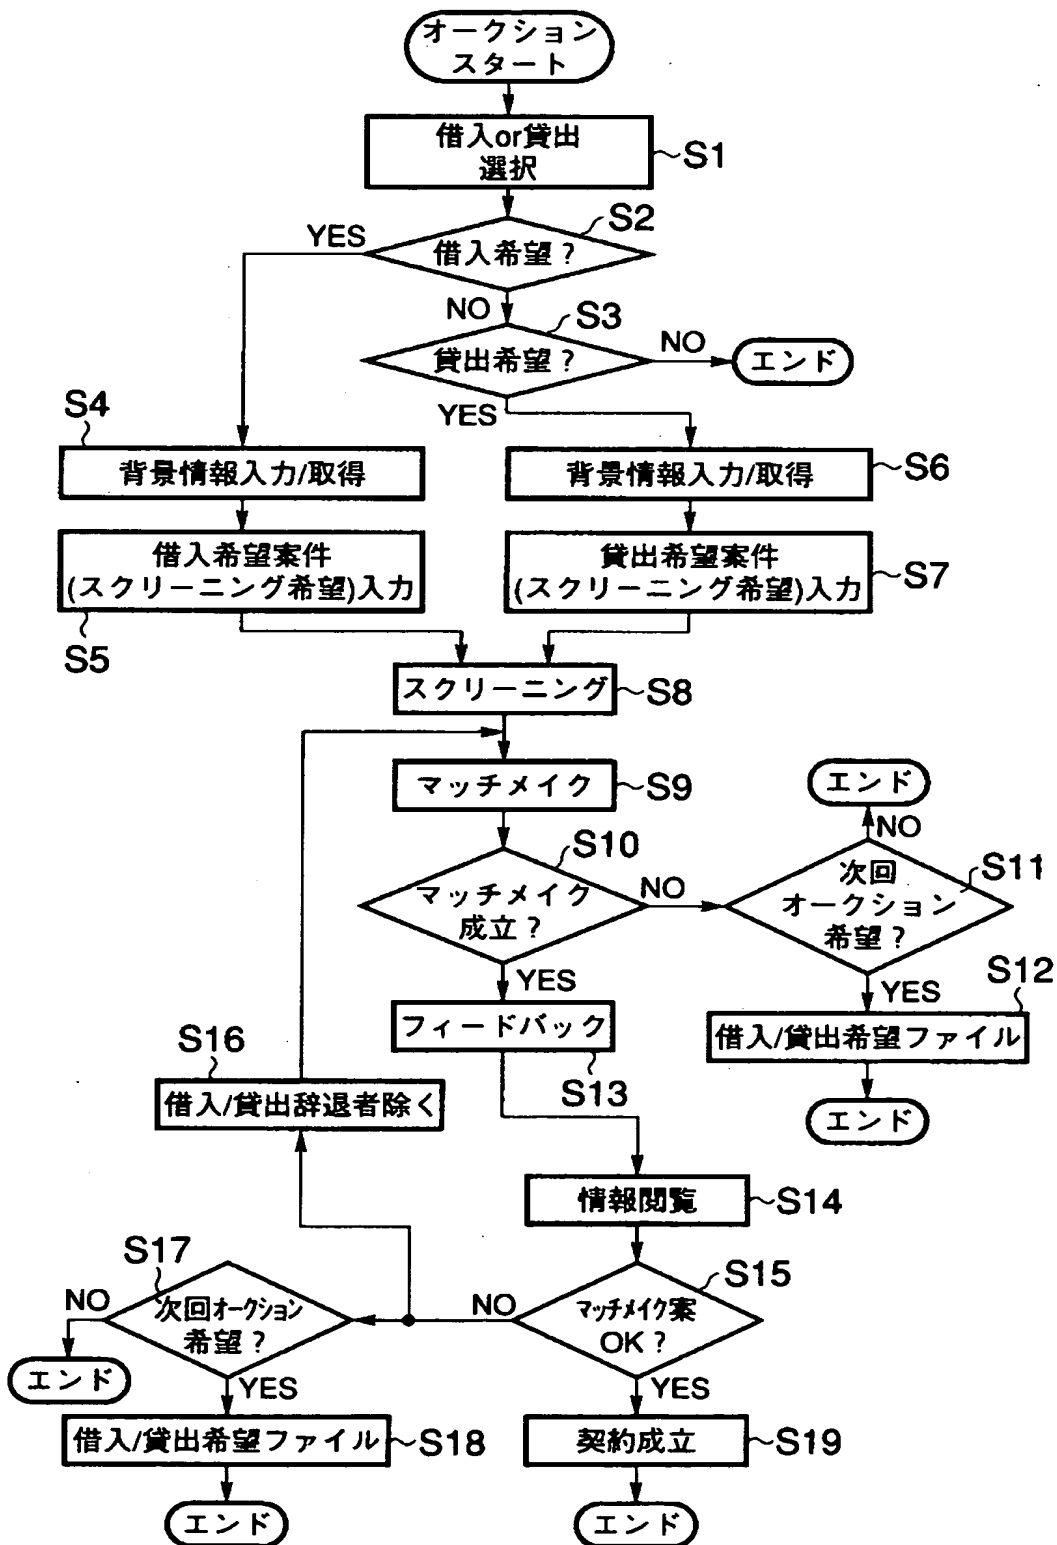 オークション
スタート
借入or貸出
選択
S1
S2
YES
借入希望？
NO
S3
貸出希望？
NO
エンド
YES
S4
背景情報入力/取得
背景情報入力/取得
S6
借入希望案件
(スクリーニング希望)入力
S5
貸出希望案件
(スクリーニング希望)入力
S7
スクリーニング
S8
マッチメイク
S9
エンド
NO
S10
マッチメイク
成立？
NO
次回
オークション
希望？
S11
YES
YES
S12
フィードバック
S13
借入/貸出希望ファイル
エンド
S16
借入/貸出辞退者除く
情報閲覧
S14
S17
S15
NO
次回オークション
希望？
NO
マッチメイク案
OK？
エンド
YES
YES
借入/貸出希望ファイル
S18
契約成立
S19
エンド
エンド